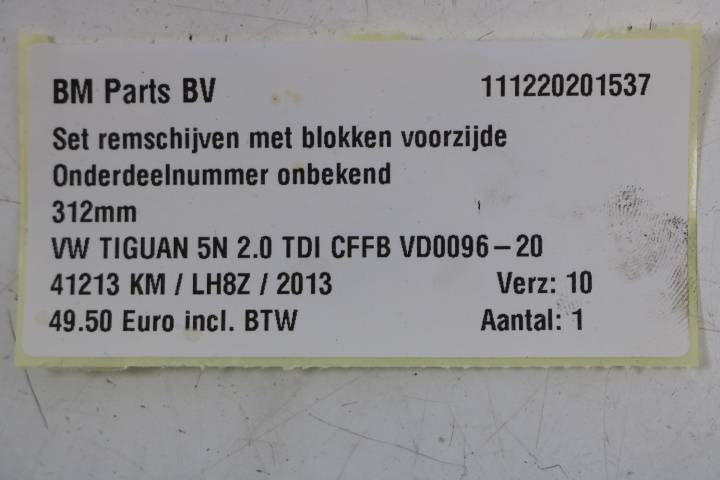 BM Parts BV 111220201537
Set remschijven met blokken voorzijde
Onderdeelnummer onbekend
312mm
VW TIGUAN 5N 2.0 TDI CFFB VD0096-20
41213 KM / LH8Z / 2013 Verz: 10
49.50 Euro incl. BTW Aantal: 1